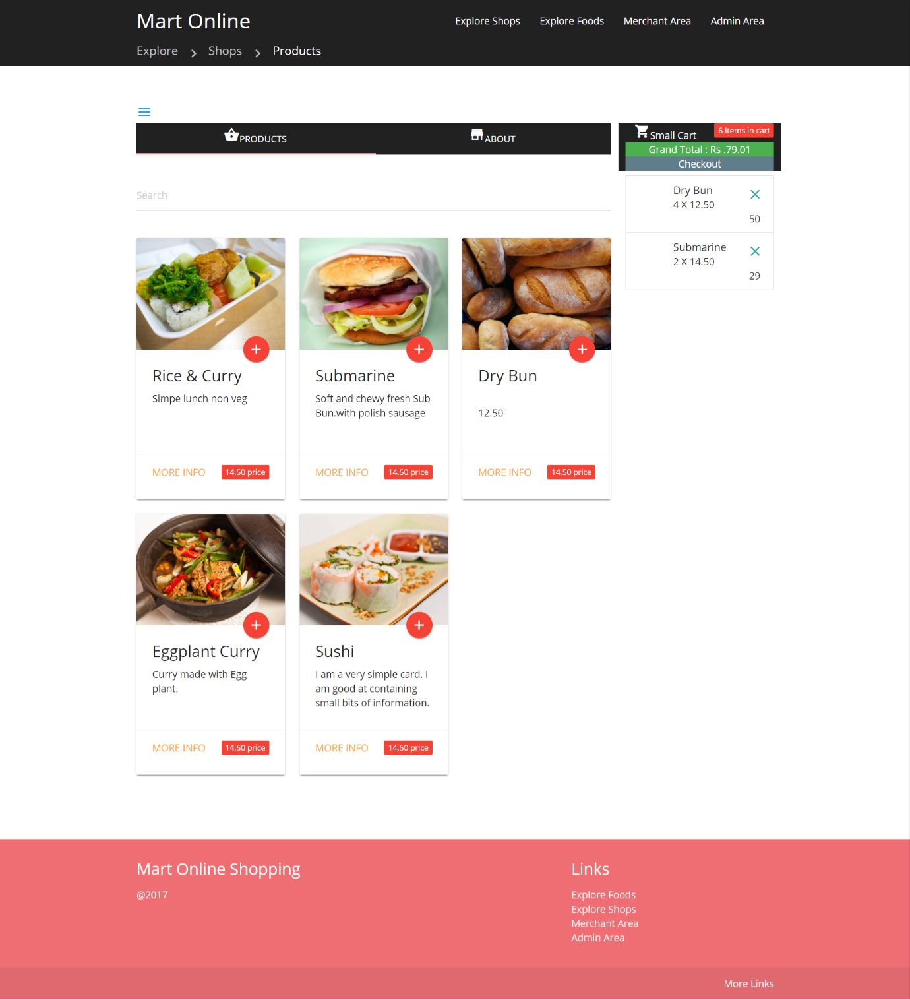 Mart Online
Explore Shops
Explore Foods
Merchant Area
Admin Area
Explore
Shops
Products
PRODUCTS
ABOUT
Small Cart
6 Items in cart
Grand Total : Rs .79.01
Checkout
Dry Bun
4 X 12.50
50
Submarine
2 X 14.50
29
Search
Rice & Curry
Simpe lunch non veg
MORE INFO
14.50 price
Submarine
Soft and chewy fresh Sub
Bun.with polish sausage
MORE INFO
14.50 price
Dry Bun
12.50
MORE INFO
14.50 price
Eggplant Curry
Curry made with Egg
plant.
MORE INFO
14.50 price
Sushi
I am a very simple card. I
am good at containing
small bits of information.
MORE INFO
14.50 price
Mart Online Shopping
@2017
Links
Explore Foods
Explore Shops
Merchant Area
Admin Area
More Links